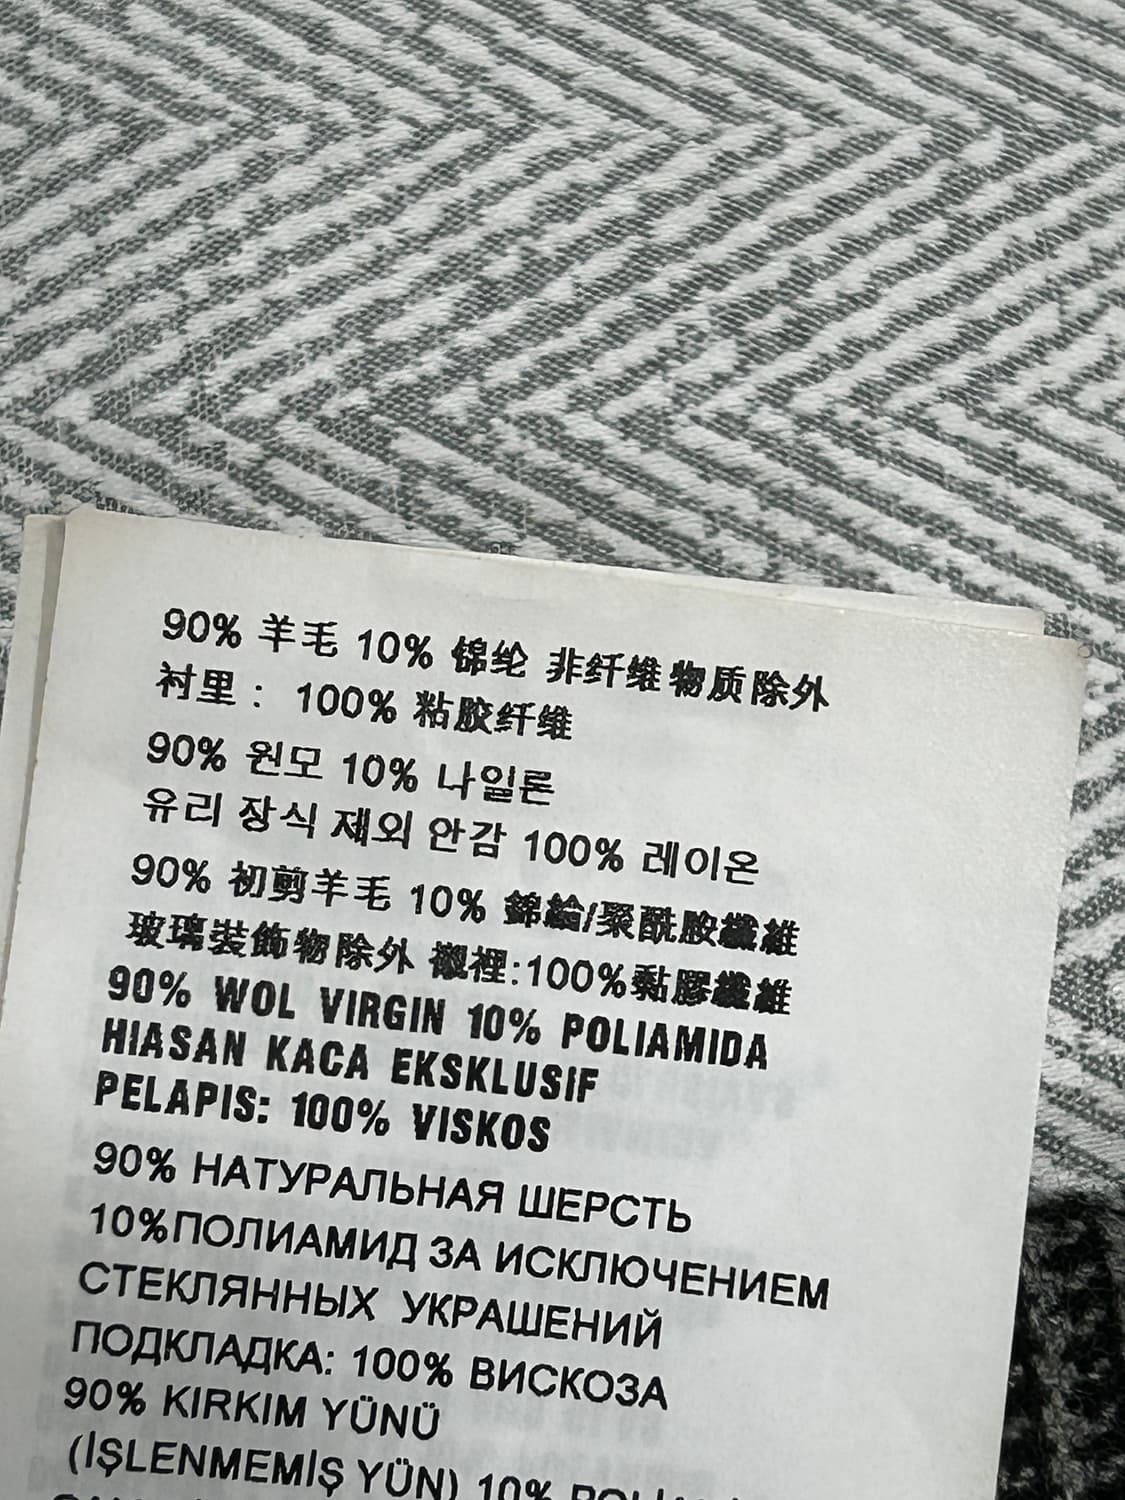 90% 羊毛 10% 锦纶 非纤维物质除外
衬里： 100% 粘胶纤维
90% 원모 10% 나일론
유리 장식 재외 안감 100% 레이온
90% 初剪羊毛 10% 錦綸/聚酰胺纖維
玻璃裝飾物除外 襯裡:100%黏膠纖維
90% WOL VIRGIN 10% POLIAMIDA
HIASAN KACA EKSKLUSIF
PELAPIS: 100% VISKOS
90% НАТУРАЛЬНАЯ ШЕРСТЬ
10%ПОЛИАМИД ЗА ИСКЛЮЧЕНИЕМ
СТЕКЛЯННЫХ УКРАШЕНИЙ
ПОДКЛАДКА: 100% ВИСКОЗА
90% KIRKIM YÜNÜ
(İŞLENMEMİŞ YÜN) 10%